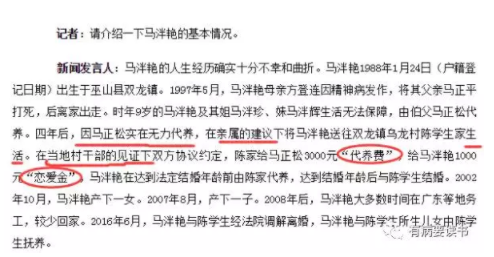 记者：请介绍一下马泮艳的基本情况。
新闻发言人：马泮艳的人生经历确实十分不幸和曲折。马泮艳1988年1月24日（户籍登
记日期）出生于巫山县双龙镇。1997年5月，马泮艳母亲方登连因精神病发作，将其父亲马正平
打死，后离家出走。时年9岁的马泮艳及其姐马泮珍、妹马泮辉生活无法保障，由伯父马正松代
养。四年后，因马正松实在无力代养，在亲属的建议下将马泮艳送往双龙镇乌龙村陈学生家生
活。在当地村干部的见证下双方协议约定，陈家给马正松3000元“代养费”，给马泮艳1000
元“恋爱金”，马泮艳在达到法定结婚年龄前由陈家代养，达到结婚年龄后与陈学生结婚。2002
年10月，马泮艳产下一女。2007年8月，产下一子。2008年后，马泮艳大多数时间在广东等地务
工，较少回家。2016年6月，马泮艳与陈学生经法院调解离婚，马泮艳与陈学生所生儿女由陈学
生抚养。
有病要读书